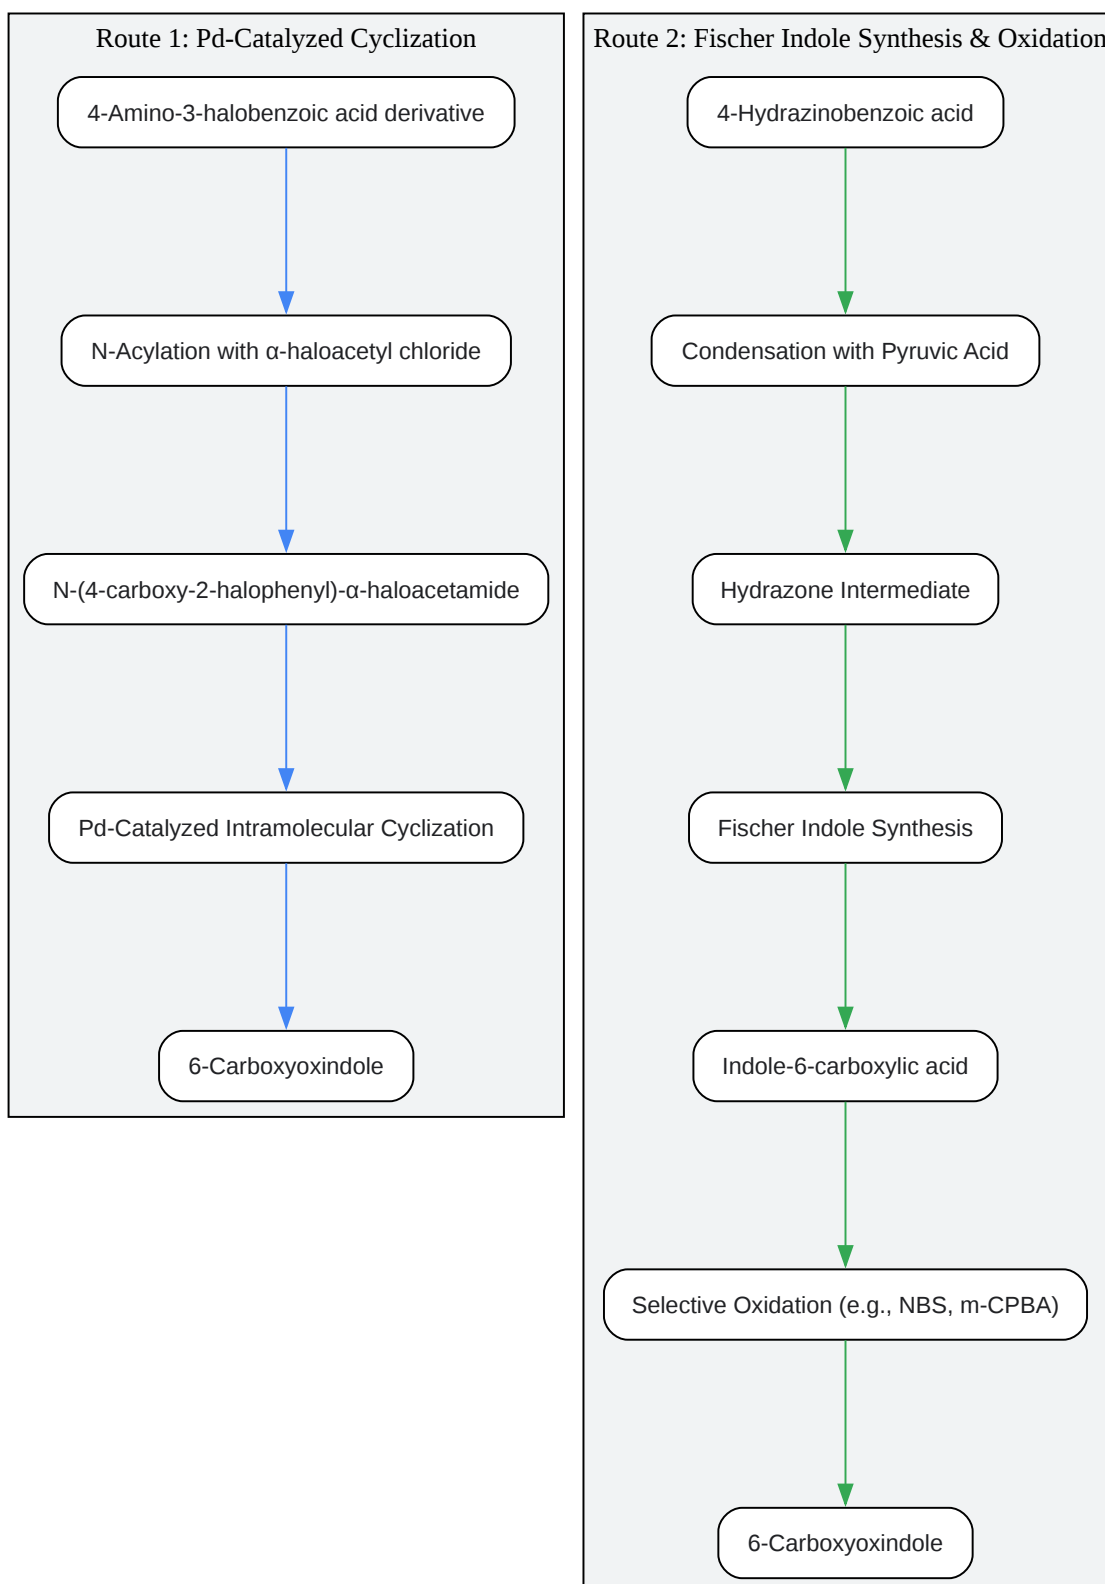 Route 1: Pd-Catalyzed Cyclization
4-Amino-3-halobenzoic acid derivative
N-Acylation with α-haloacetyl chloride
N-(4-carboxy-2-halophenyl)-α-haloacetamide
Pd-Catalyzed Intramolecular Cyclization
6-Carboxyoxindole
Route 2: Fischer Indole Synthesis & Oxidation
4-Hydrazinobenzoic acid
Condensation with Pyruvic Acid
Hydrazone Intermediate
Fischer Indole Synthesis
Indole-6-carboxylic acid
Selective Oxidation (e.g., NBS, m-CPBA)
6-Carboxyoxindole